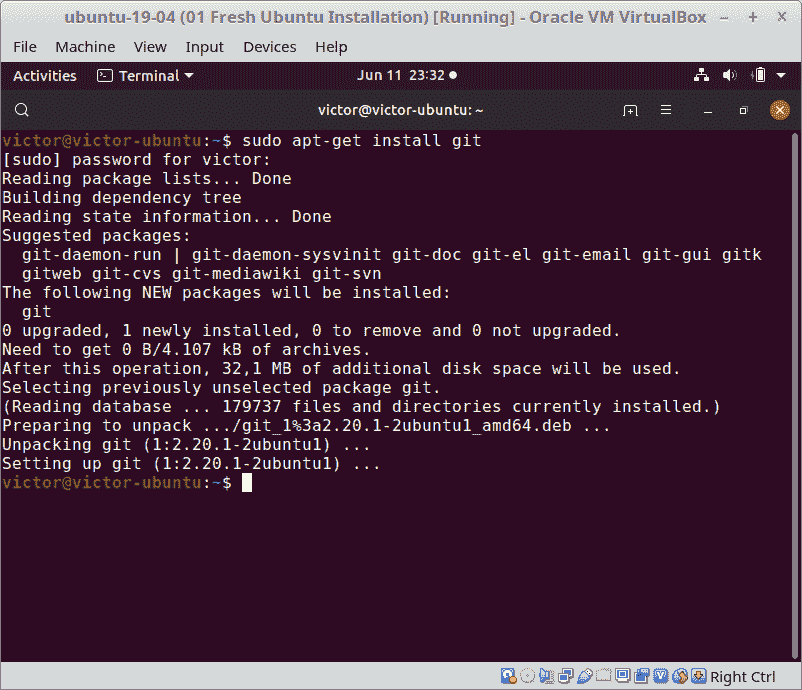 ubuntu-19-04 (01 Fresh Ubuntu Installation) [Running] - Oracle VM VirtualBox
File Machine View Input Devices Help
Activities Terminal Jun 11 23:32
victor@victor-ubuntu: ~
victor@victor-ubuntu:~$ sudo apt-get install git
[sudo] password for victor:
Reading package lists... Done
Building dependency tree
Reading state information... Done
Suggested packages:
  git-daemon-run | git-daemon-sysvinit git-doc git-el git-email git-gui gitk
  gitweb git-cvs git-mediawiki git-svn
The following NEW packages will be installed:
  git
0 upgraded, 1 newly installed, 0 to remove and 0 not upgraded.
Need to get 0 B/4.107 kB of archives.
After this operation, 32,1 MB of additional disk space will be used.
Selecting previously unselected package git.
(Reading database ... 179737 files and directories currently installed.)
Preparing to unpack .../git_1%3a2.20.1-2ubuntu1_amd64.deb ...
Unpacking git (1:2.20.1-2ubuntu1) ...
Setting up git (1:2.20.1-2ubuntu1) ...
victor@victor-ubuntu:~$
Right Ctrl